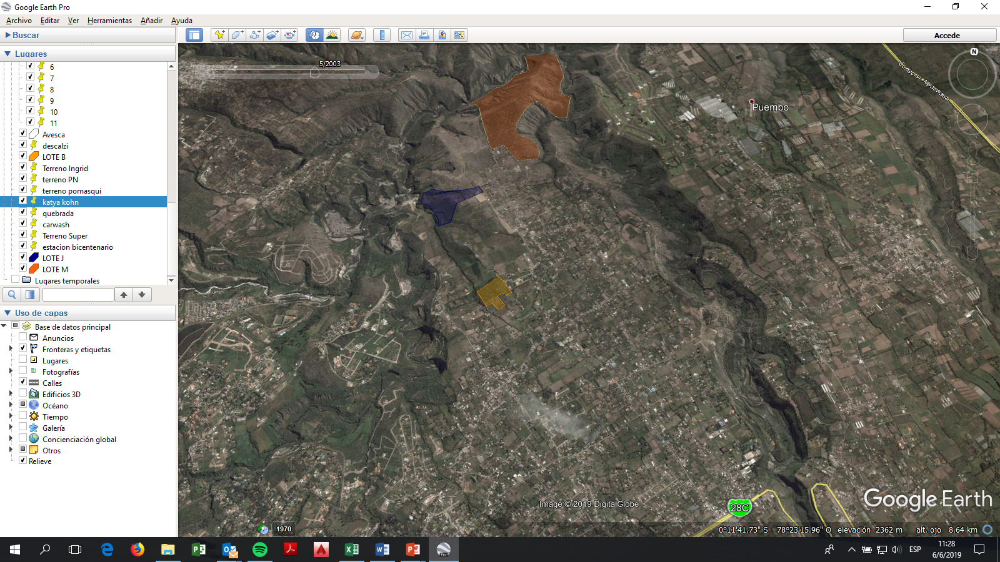 Google Earth Pro
Archivo Editar Ver Herramientas Añadir Ayuda
Buscar
Accede
Lugares
6
7
8
9
10
11
Avesca
descalzi
LOTE B
Terreno Ingrid
terreno PN
terreno pomasqui
katya kohn
quebrada
carwash
Terreno Super
estacion bicentenario
LOTE J
LOTE M
Lugares temporales
Uso de capas
Base de datos principal
Anuncios
Fronteras y etiquetas
Lugares
Fotografías
Calles
Edificios 3D
Océano
Tiempo
Galería
Concienciación global
Otros
Relieve
5/2003
N
Puembo
Image © 2019 DigitalGlobe
Google Earth
28C
1970
0°11'41.73" S 78°23'15.96" O elevación 2362 m alt. ojo 8.64 km
Pro
ESP
11:28
6/6/2019